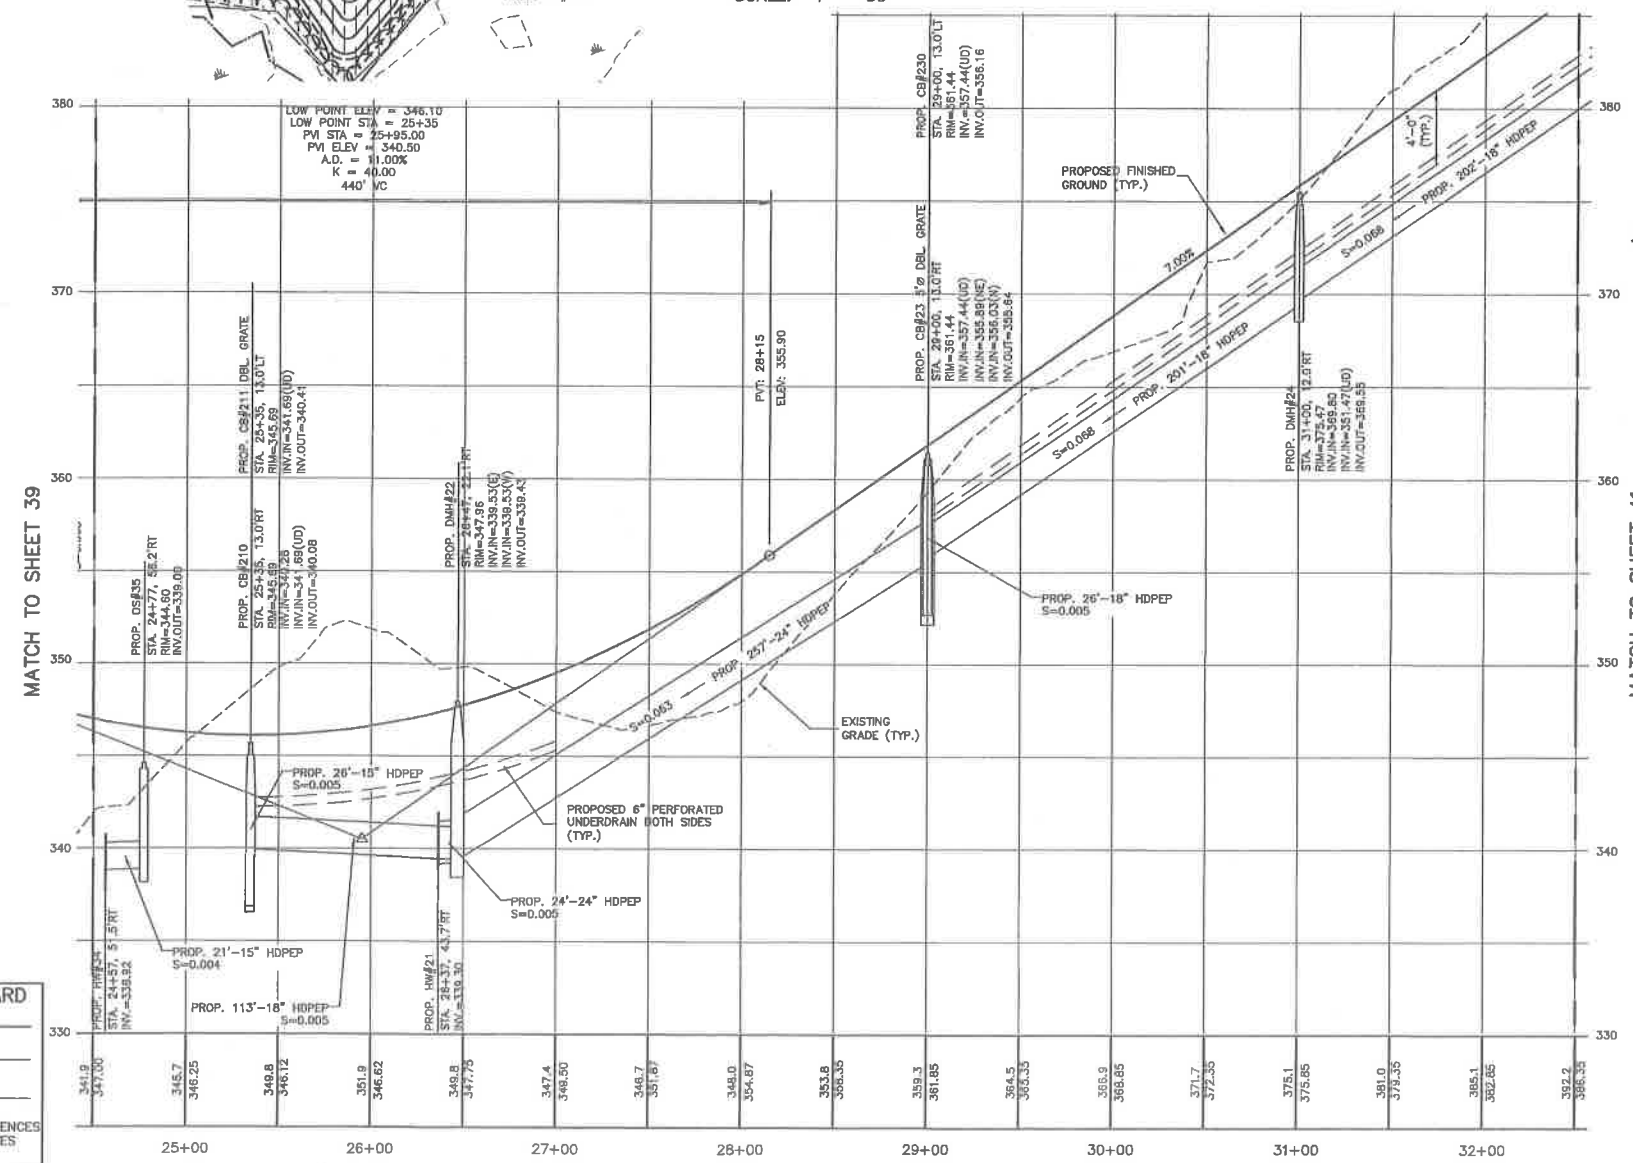 380
370
360
350
340
330
MATCH TO SHEET 39
LOW POINT ELEV = 346.10
LOW POINT STA = 25+35
PVI STA = 25+95.00
PVI ELEV = 340.50
A.D. = 11.00%
K = 40.00
440' VC
PROP. OS#35
STA. 24+77, 56.2'RT
RIM=344.60
INV.OUT=339.00
PROP. CB#211 DBL. GRATE
STA. 25+35, 13.0'LT
RIM=345.69
INV.IN=341.69(UD)
INV.OUT=340.41
PROP. CB#210
STA. 25+35, 13.0'RT
RIM=345.69
INV.IN=340.28
INV.IN=341.69(UD)
INV.OUT=340.08
PROP. DMH#22
STA. 26+47, 22.1'RT
RIM=347.96
INV.IN=339.53(E)
INV.IN=339.53(W)
INV.OUT=339.43
PVT: 28+15
ELEV: 355.90
PROP. CB#230
STA. 29+00, 13.0'LT
RIM=361.44
INV.=357.44(UD)
INV.OUT=356.16
PROP. CB#23 5'Ø DBL. GRATE
STA. 29+00, 13.0'RT
RIM=361.44
INV.IN=357.44(UD)
INV.IN=355.89(NE)
INV.IN=356.03(N)
INV.OUT=355.64
PROPOSED FINISHED
GROUND (TYP.)
7.00%
4'-0"
(TYP.)
PROP. 202'-18" HDPEP
S=0.068
PROP. 201'-18" HDPEP
S=0.068
PROP. DMH#24
STA. 31+00, 12.0'RT
RIM=375.47
INV.IN=369.80
INV.IN=351.47(UD)
INV.OUT=369.55
PROP. 26'-18" HDPEP
S=0.005
PROP. 257'-24" HDPEP
S=0.063
EXISTING
GRADE (TYP.)
PROP. 26'-15" HDPEP
S=0.005
PROPOSED 6" PERFORATED
UNDERDRAIN BOTH SIDES
(TYP.)
PROP. 24'-24" HDPEP
S=0.005
PROP. 21'-15" HDPEP
S=0.004
PROP. 113'-18" HDPEP
S=0.005
PROP. HW#34
STA. 24+57, 51.5'RT
INV.=338.92
PROP. HW#21
STA. 26+37, 43.7'RT
INV.=339.30
380
370
360
350
340
330
341.9
347.00
345.7
346.25
349.8
346.12
351.9
346.62
349.8
347.75
347.4
349.50
346.7
351.87
348.0
354.87
353.8
358.35
359.3
361.85
364.5
365.35
366.9
368.85
371.7
372.35
375.1
375.85
381.0
379.35
385.1
382.85
392.2
386.35
25+00
26+00
27+00
28+00
29+00
30+00
31+00
32+00